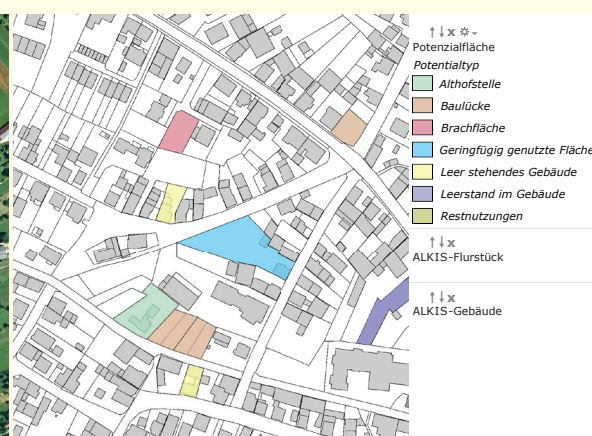 Potenzialfläche
Potentialtyp
Althofstelle
Baulücke
Brachfläche
Geringfügig genutzte Fläche
Leer stehendes Gebäude
Leerstand im Gebäude
Restnutzungen
ALKIS-Flurstück
ALKIS-Gebäude